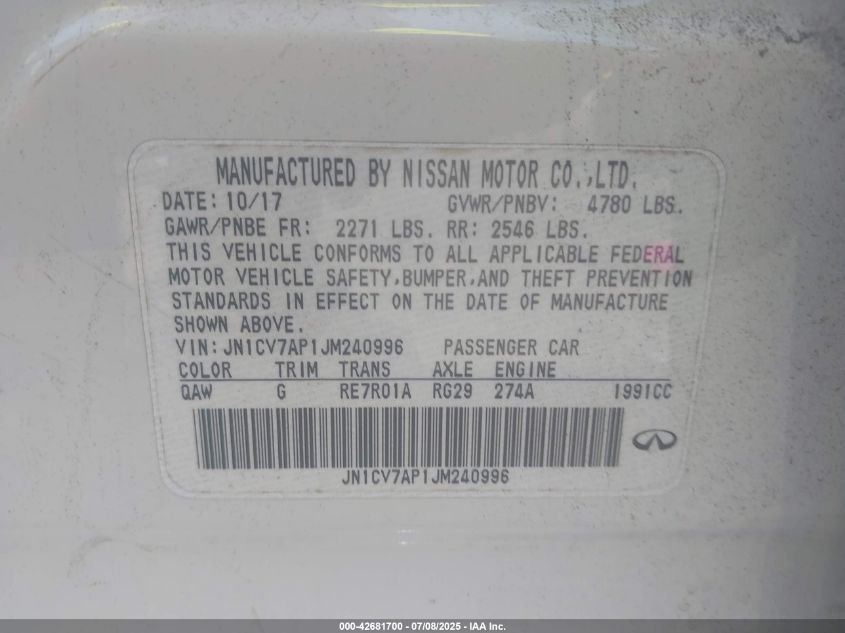 MANUFACTURED BY NISSAN MOTOR CO.,LTD.
DATE: 10/17 GVWR/PNBV: 4780 LBS.
GAWR/PNBE FR: 2271 LBS. RR: 2546 LBS.
THIS VEHICLE CONFORMS TO ALL APPLICABLE FEDERAL
MOTOR VEHICLE SAFETY,BUMPER,AND THEFT PREVENTION
STANDARDS IN EFFECT ON THE DATE OF MANUFACTURE
SHOWN ABOVE.
VIN: JN1CV7AP1JM240996 PASSENGER CAR
COLOR TRIM TRANS AXLE ENGINE
QAW G RE7R01A RG29 274A 1991CC
JN1CV7AP1JM240996
000-42681700 - 07/08/2025 - IAA Inc.